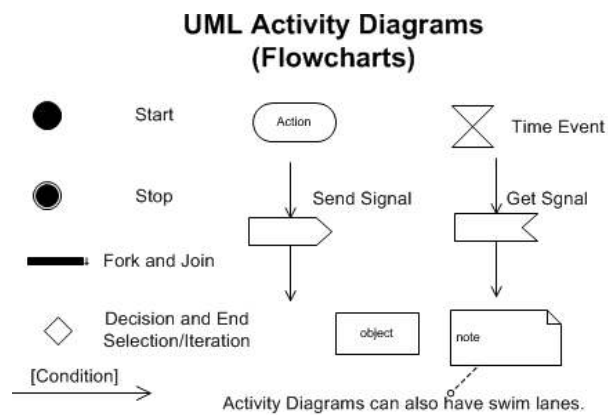 UML Activity Diagrams
(Flowcharts)
Start
Action
Time Event
Stop
Send Signal
Get Sgnal
Fork and Join
Decision and End
Selection/Iteration
object
note
[Condition]
Activity Diagrams can also have swim lanes.